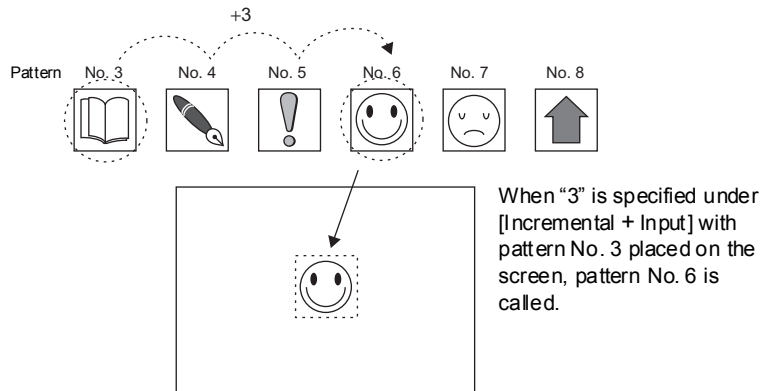 +3
Pattern No. 3 No. 4 No. 5 No. 6 No. 7 No. 8
When “3” is specified under
[Incremental + Input] with
pattern No. 3 placed on the
screen, pattern No. 6 is
called.